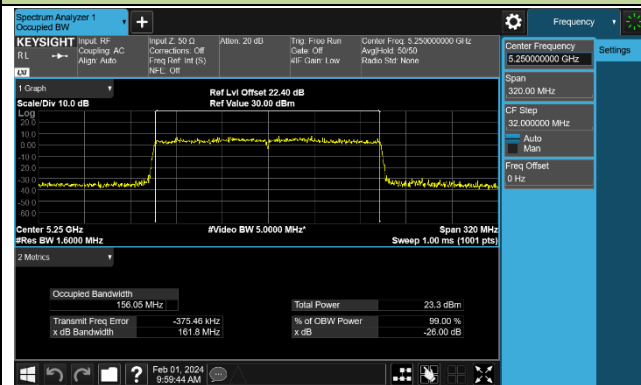 Spectrum Analyzer 1
Occupied BW
+
Frequency
KEYSIGHT
RL
LXI
Input: RF
Coupling: AC
Align: Auto
Input Z: 50 Ω
Corrections: Off
Freq Ref: Int (S)
NFE: Off
Atten: 20 dB
Trig: Free Run
Gate: Off
#IF Gain: Low
Center Freq: 5.250000000 GHz
Avg|Hold: 50/50
Radio Std: None
Center Frequency
5.250000000 GHz
Settings
Span
320.00 MHz
CF Step
32.000000 MHz
Auto
Man
Freq Offset
0 Hz
1 Graph
Scale/Div 10.0 dB
Ref Lvl Offset 22.40 dB
Ref Value 30.00 dBm
Log
20.0
10.0
0.00
-10.0
-20.0
-30.0
-40.0
-50.0
-60.0
Center 5.25 GHz
#Res BW 1.6000 MHz
#Video BW 5.0000 MHz*
Span 320 MHz
Sweep 1.00 ms (1001 pts)
2 Metrics
Occupied Bandwidth
156.05 MHz
Total Power 23.3 dBm
Transmit Freq Error -375.46 kHz
% of OBW Power 99.00 %
x dB Bandwidth 161.8 MHz
x dB -26.00 dB
?
Feb 01, 2024
9:59:44 AM